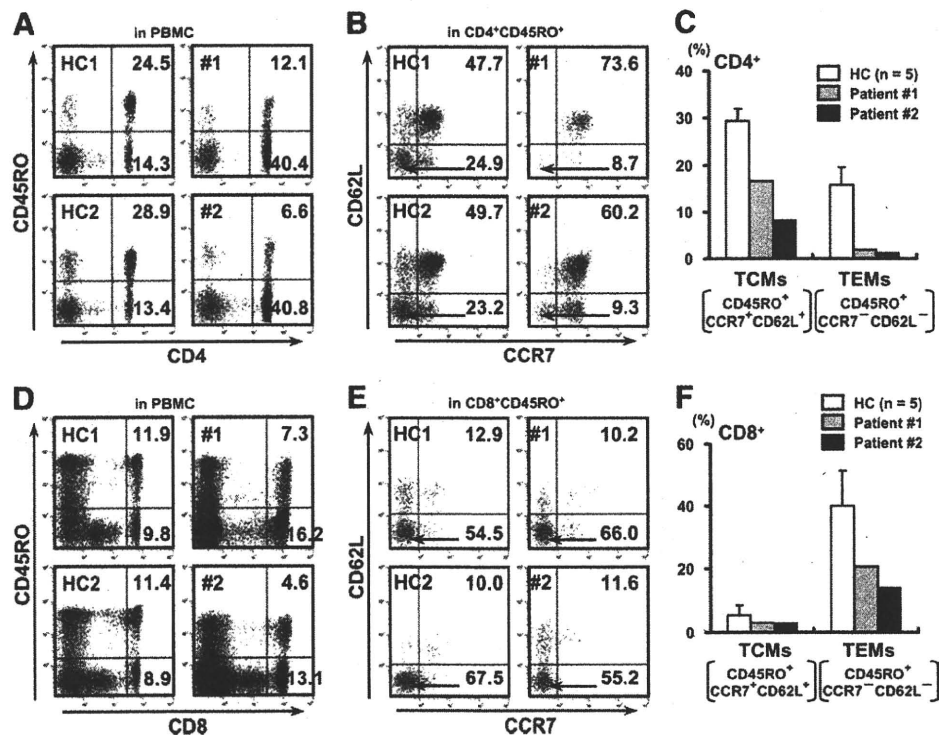 A
in PBMC
CD45RO
HC1 24.5
14.3
#1 12.1
40.4
HC2 28.9
13.4
#2 6.6
40.8
CD4
B
in CD4+CD45RO+
CD62L
HC1 47.7
24.9
#1 73.6
8.7
HC2 49.7
23.2
#2 60.2
9.3
CCR7
C
(%)
CD4+
40
30
20
10
0
HC (n = 5)
Patient #1
Patient #2
TCMs TEMs
[CD45RO+ CCR7+CD62L+] [CD45RO+ CCR7−CD62L−]
D
in PBMC
CD45RO
HC1 11.9
9.8
#1 7.3
16.2
HC2 11.4
8.9
#2 4.6
13.1
CD8
E
in CD8+CD45RO+
CD62L
HC1 12.9
54.5
#1 10.2
66.0
HC2 10.0
67.5
#2 11.6
55.2
CCR7
F
(%)
CD8+
60
40
20
0
HC (n = 5)
Patient #1
Patient #2
TCMs TEMs
[CD45RO+ CCR7+CD62L+] [CD45RO+ CCR7−CD62L−]